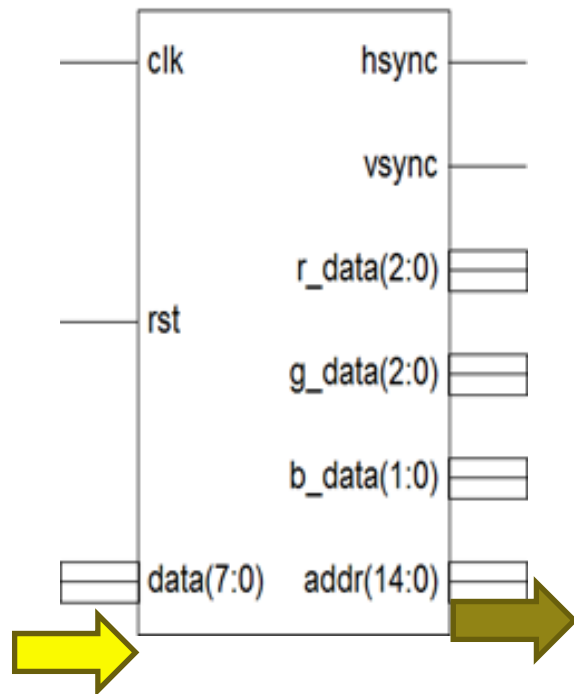 clk
hsync
vsync
r_data(2:0)
rst
g_data(2:0)
b_data(1:0)
data(7:0)
addr(14:0)